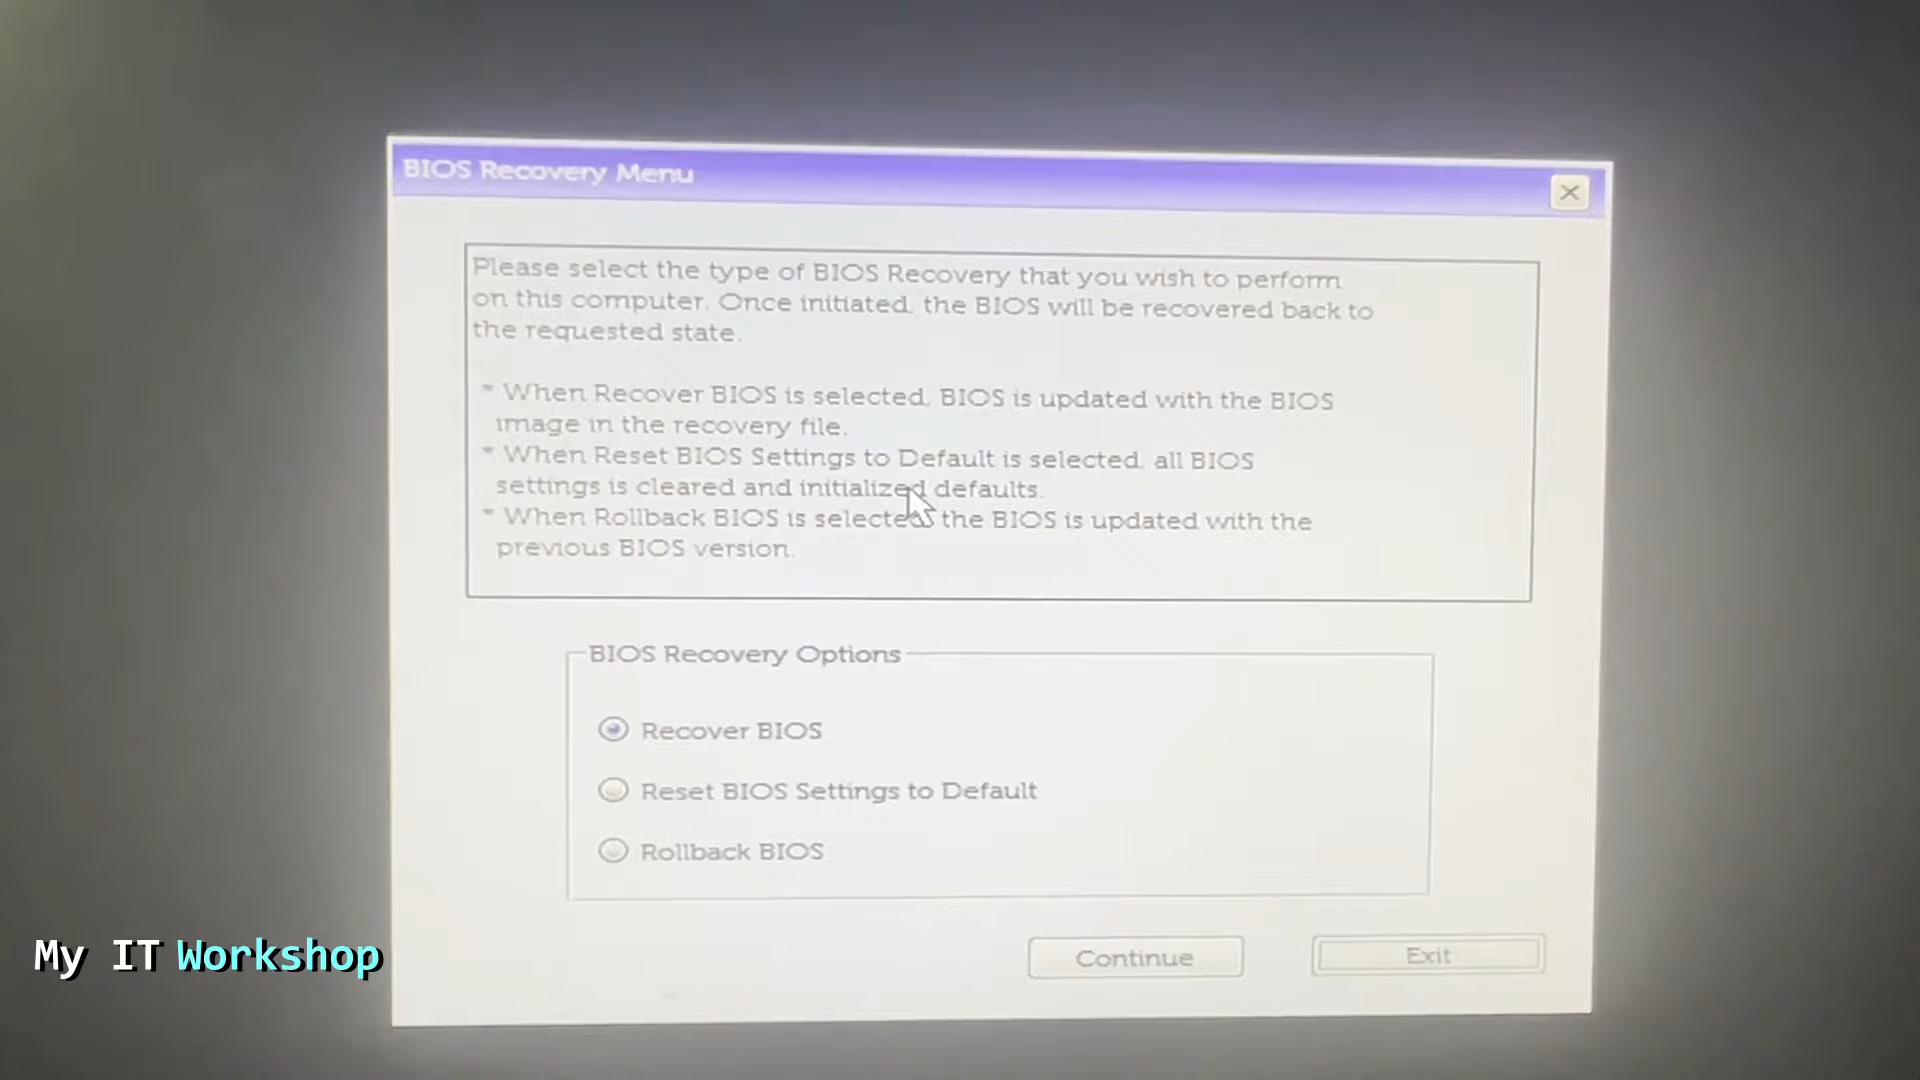 BIOS Recovery Menu
Please select the type of BIOS Recovery that you wish to perform
on this computer. Once initiated, the BIOS will be recovered back to
the requested state.
* When Recover BIOS is selected, BIOS is updated with the BIOS
image in the recovery file.
* When Reset BIOS Settings to Default is selected, all BIOS
settings is cleared and initialized defaults.
* When Rollback BIOS is selected the BIOS is updated with the
previous BIOS version.
BIOS Recovery Options
Recover BIOS
Reset BIOS Settings to Default
Rollback BIOS
Continue
Exit
My IT Workshop